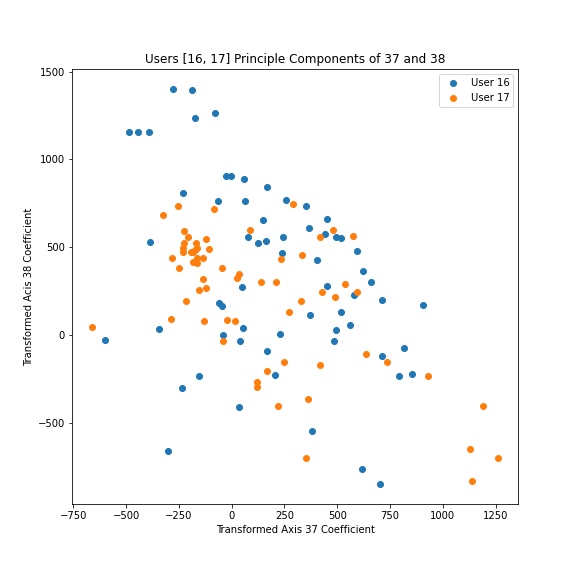 Users [16, 17] Principle Components of 37 and 38
User 16
User 17
Transformed Acis 38 Coefficient
1500
1000
500
0
−500
−750
−500
−250
0
250
500
750
1000
1250
Transformed Axis 37 Coefficient